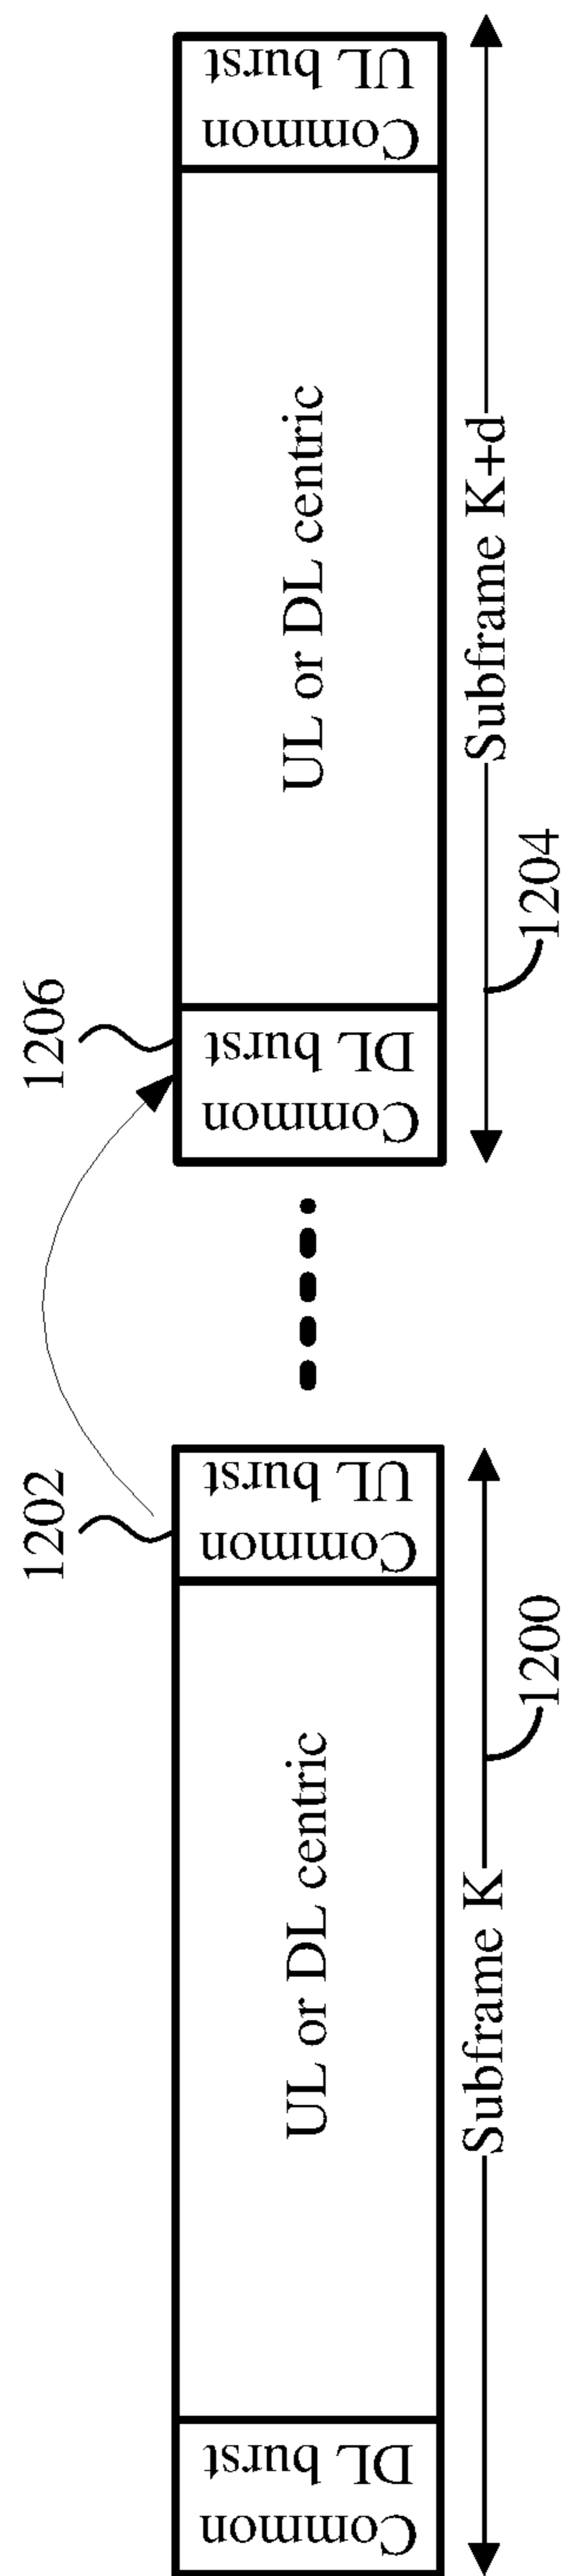 1202
1206
Common
DL burst
UL or DL centric
Common
UL burst
Common
DL burst
UL or DL centric
Common
UL burst
Subframe K
Subframe K+d
1200
1204